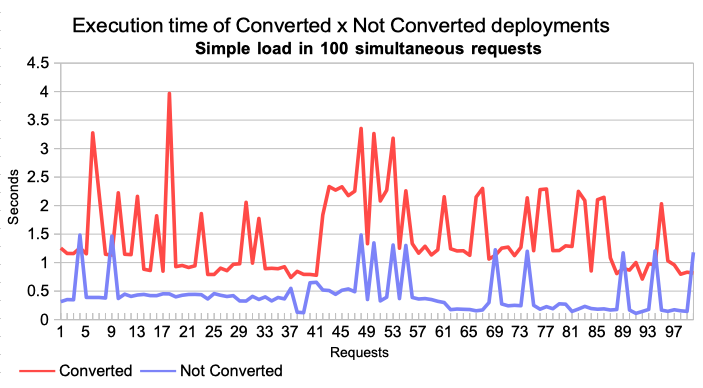 Execution time of Converted x Not Converted deployments
Simple load in 100 simultaneous requests
4.5
4
3.5
3
2.5
2
1.5
1
0.5
0
Seconds
1 5 9 13 17 21 25 29 33 37 41 45 49 53 57 61 65 69 73 77 81 85 89 93 97
Requests
Converted Not Converted